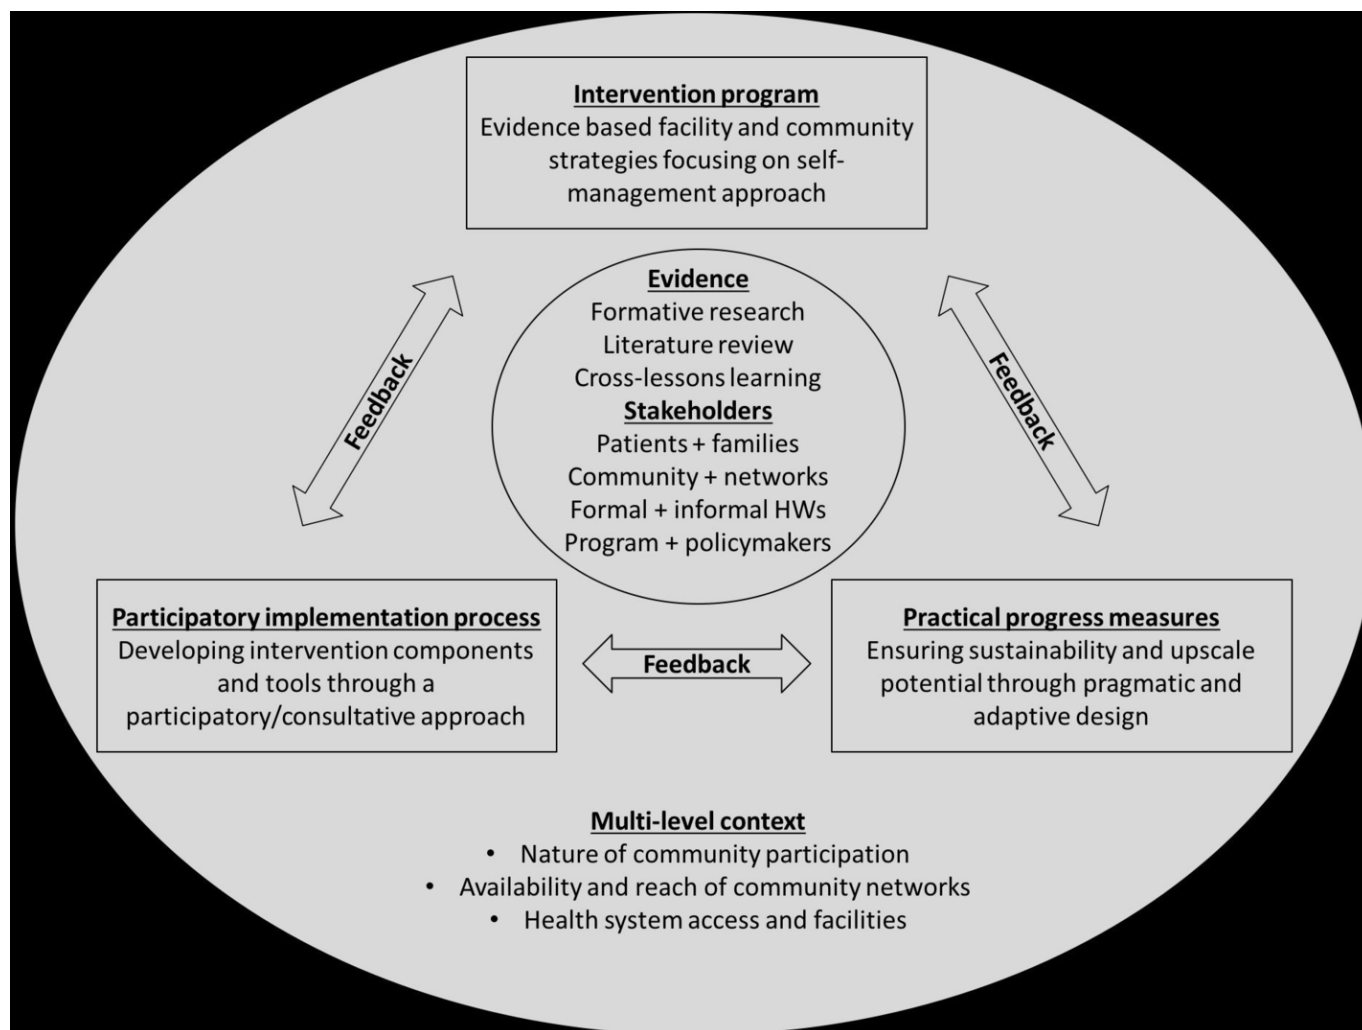 Intervention program
Evidence based facility and community
strategies focusing on self-
management approach
Evidence
Formative research
Literature review
Cross-lessons learning
Stakeholders
Patients + families
Community + networks
Formal + informal HWs
Program + policymakers
Feedback
Feedback
Participatory implementation process
Developing intervention components
and tools through a
participatory/consultative approach
Feedback
Practical progress measures
Ensuring sustainability and upscale
potential through pragmatic and
adaptive design
Multi-level context
• Nature of community participation
• Availability and reach of community networks
• Health system access and facilities